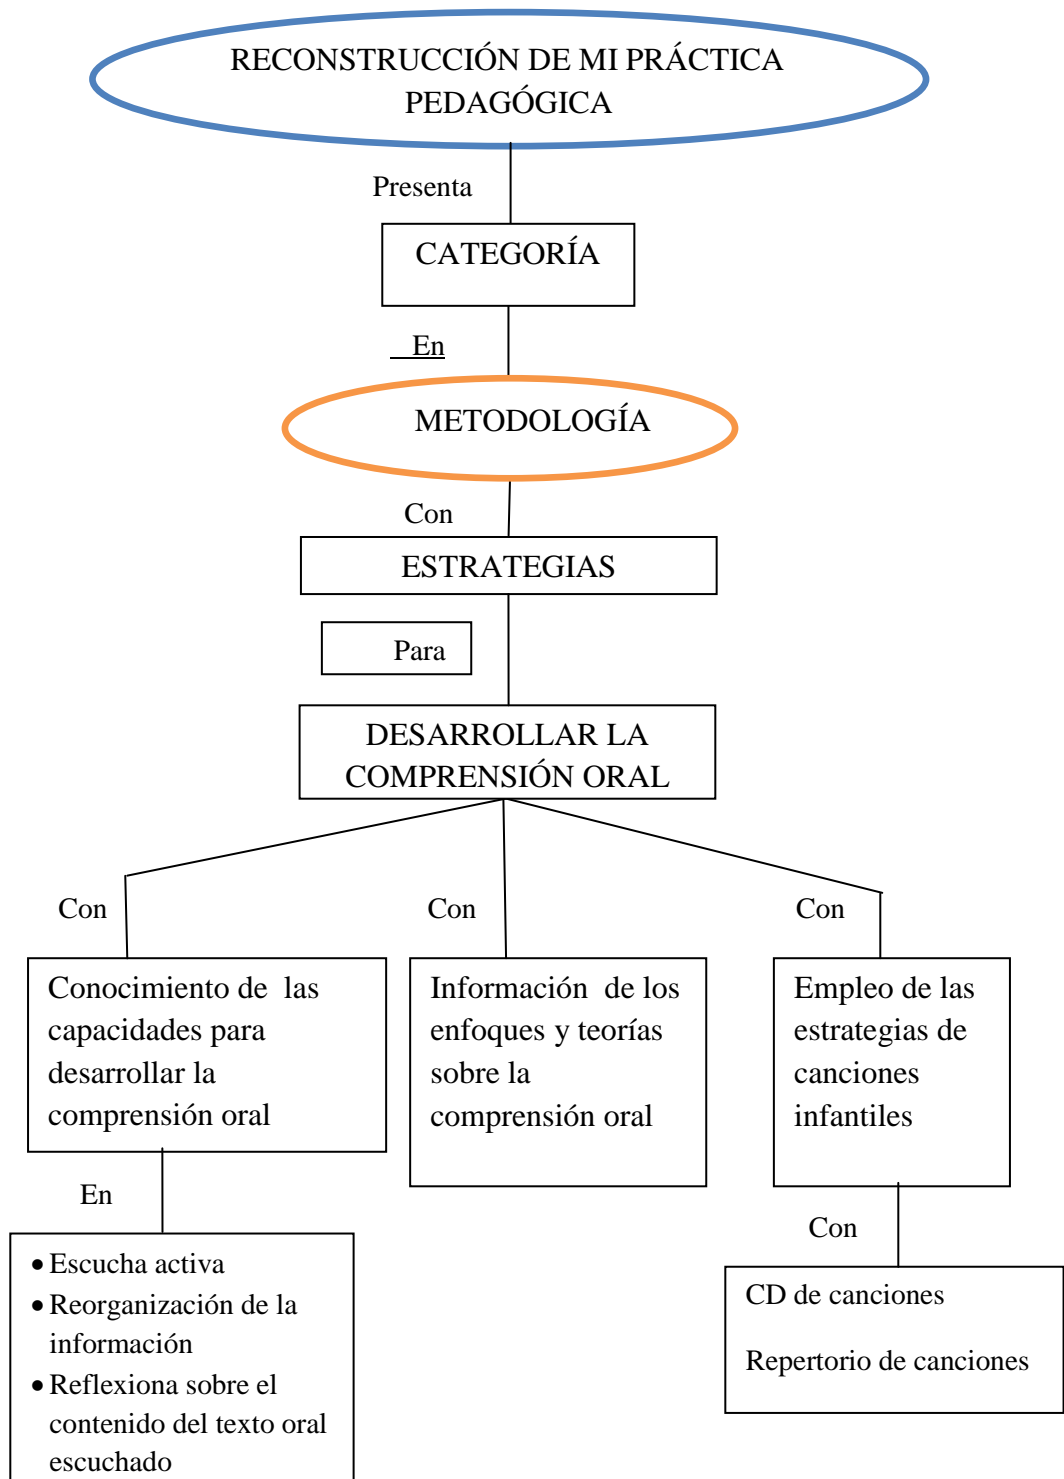 RECONSTRUCCIÓN DE MI PRÁCTICA
PEDAGÓGICA
Presenta
CATEGORÍA
En
METODOLOGÍA
Con
ESTRATEGIAS
Para
DESARROLLAR LA
COMPRENSIÓN ORAL
Con
Con
Con
Conocimiento de las
capacidades para
desarrollar la
comprensión oral
Información de los
enfoques y teorías
sobre la
comprensión oral
Empleo de las
estrategias de
canciones
infantiles
En
Con
• Escucha activa
• Reorganización de la
información
• Reflexiona sobre el
contenido del texto oral
escuchado
CD de canciones
Repertorio de canciones